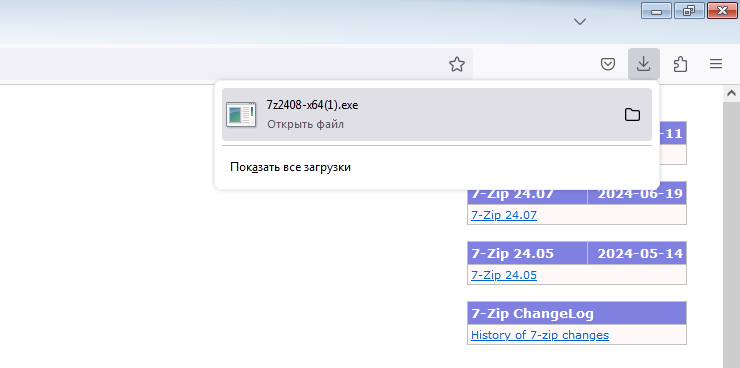 7z2408-x64(1).exe
Открыть файл
Показать все загрузки
-11
7-Zip 24.07 2024-06-19
7-Zip 24.07
7-Zip 24.05 2024-05-14
7-Zip 24.05
7-Zip ChangeLog
History of 7-zip changes